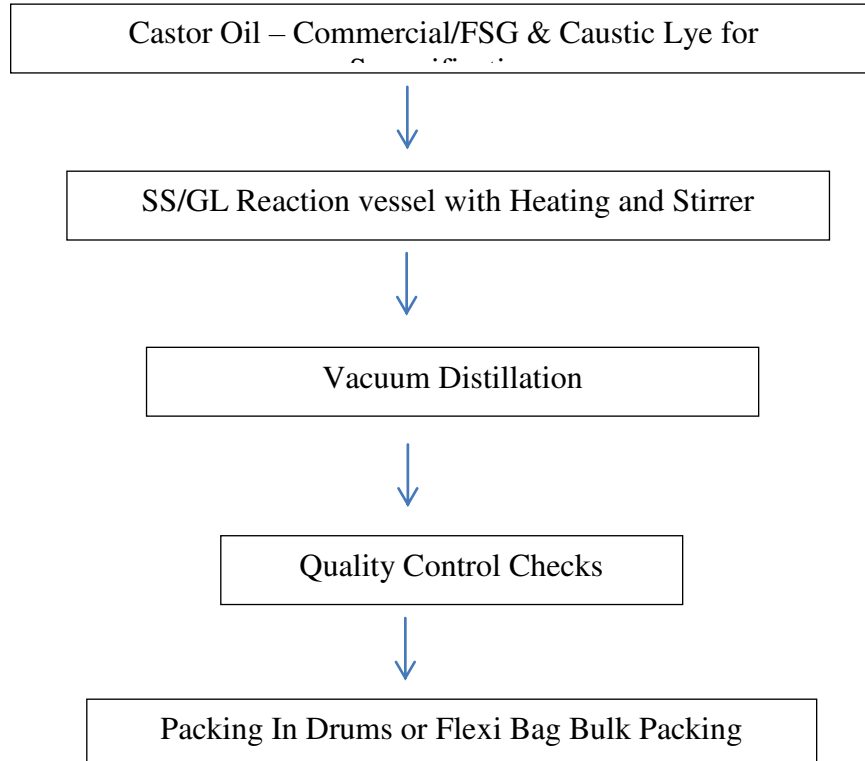 Castor Oil – Commercial/FSG & Caustic Lye for
SS/GL Reaction vessel with Heating and Stirrer
Vacuum Distillation
Quality Control Checks
Packing In Drums or Flexi Bag Bulk Packing